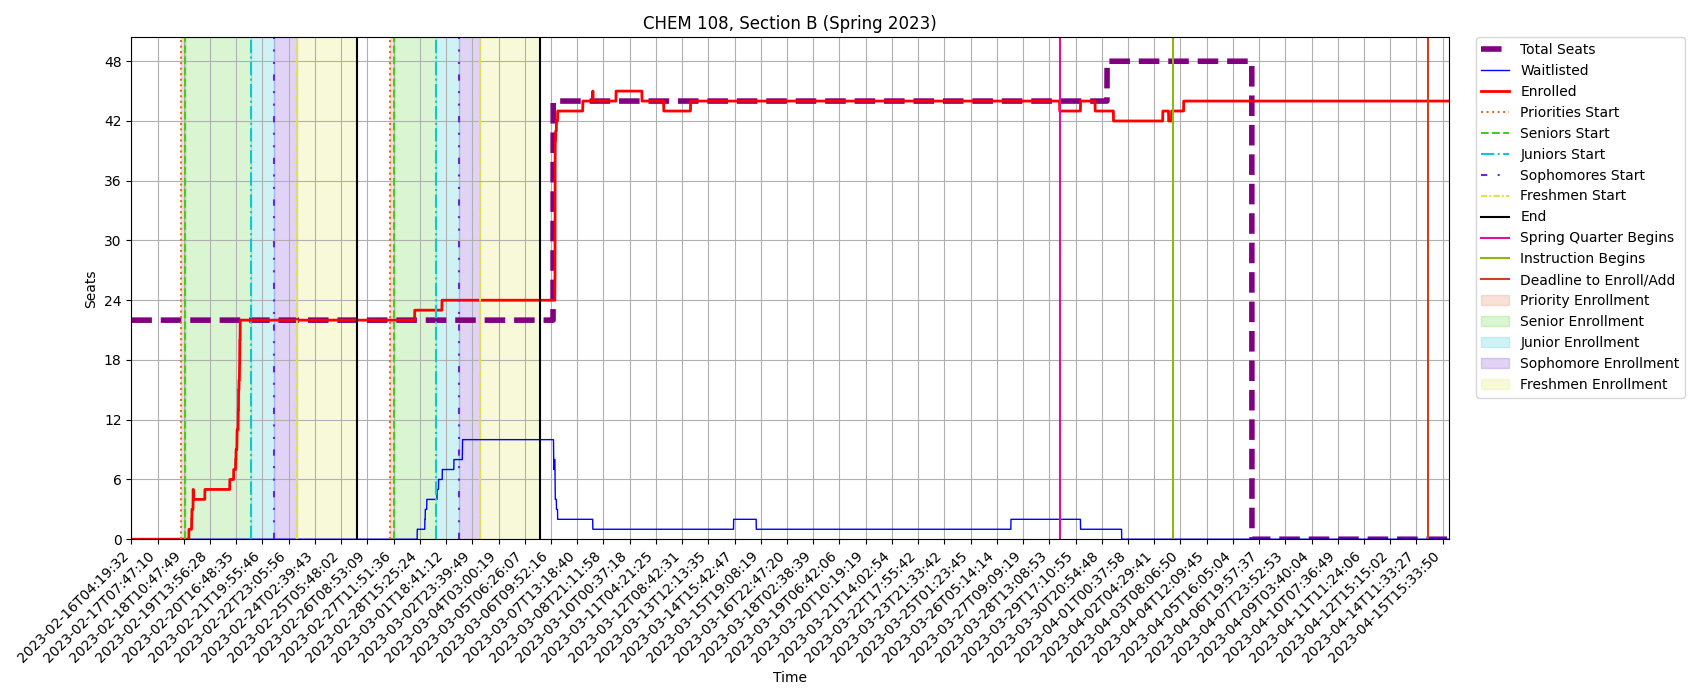 CHEM 108, Section B (Spring 2023)
Seats
48
42
36
30
24
18
12
6
0
2023-02-16T04:19:32
2023-02-17T07:47:10
2023-02-18T10:47:49
2023-02-19T13:56:28
2023-02-20T16:48:35
2023-02-21T19:55:46
2023-02-22T23:05:56
2023-02-24T02:39:43
2023-02-25T05:48:02
2023-02-26T08:53:09
2023-02-27T11:51:36
2023-02-28T15:25:24
2023-03-01T18:41:12
2023-03-02T23:39:49
2023-03-04T03:00:19
2023-03-05T06:26:07
2023-03-06T09:52:16
2023-03-07T13:18:40
2023-03-08T21:11:58
2023-03-10T00:37:18
2023-03-11T04:21:25
2023-03-12T08:42:31
2023-03-13T12:13:35
2023-03-14T15:42:47
2023-03-15T19:08:19
2023-03-16T22:47:20
2023-03-18T02:38:39
2023-03-19T06:42:06
2023-03-20T10:19:19
2023-03-21T14:02:54
2023-03-22T17:55:42
2023-03-23T21:33:42
2023-03-25T01:23:45
2023-03-26T05:14:14
2023-03-27T09:09:19
2023-03-28T13:08:53
2023-03-29T17:10:55
2023-03-30T20:54:48
2023-04-01T00:37:58
2023-04-02T04:29:41
2023-04-03T08:06:50
2023-04-04T12:09:45
2023-04-05T16:05:04
2023-04-06T19:57:37
2023-04-07T23:52:53
2023-04-09T03:40:04
2023-04-10T07:36:49
2023-04-11T11:24:06
2023-04-12T15:15:02
2023-04-14T11:33:27
2023-04-15T15:33:50
Time
Total Seats
Waitlisted
Enrolled
Priorities Start
Seniors Start
Juniors Start
Sophomores Start
Freshmen Start
End
Spring Quarter Begins
Instruction Begins
Deadline to Enroll/Add
Priority Enrollment
Senior Enrollment
Junior Enrollment
Sophomore Enrollment
Freshmen Enrollment